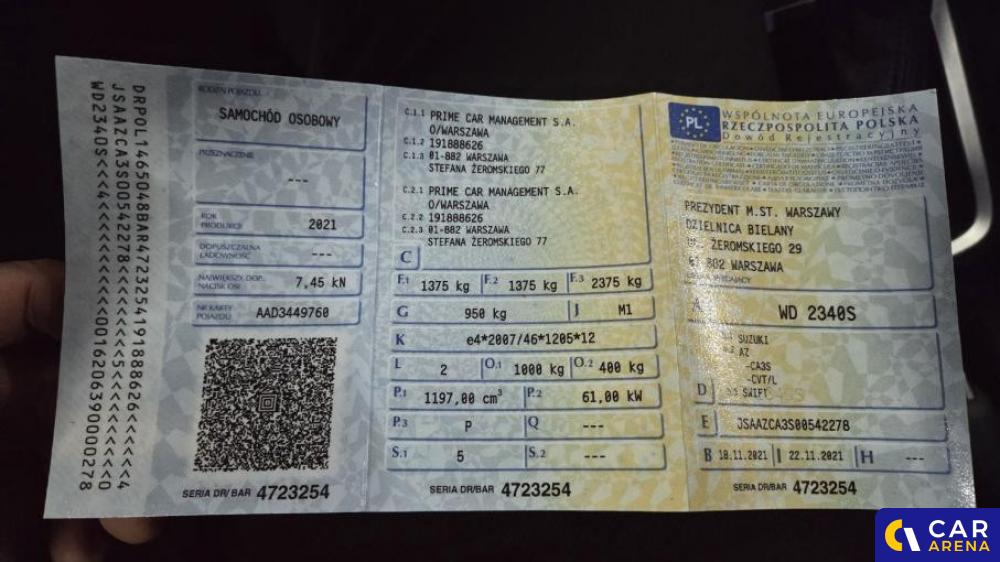 DRPOL1465048BAR4723254191888626<<<<<<<4
JSAAZCA3S00542278<<<<<<<<<<5<<<<<<<<<<0
WD2340S<<4<<<<<<<<<<<<<0016206390000278
RODZAJ POJAZDU
SAMOCHÓD OSOBOWY
PRZEZNACZENIE
---
ROK PRODUKCJI
2021
DOPUSZCZALNA ŁADOWNOŚĆ
---
NAJWIĘKSZY DOP. NACISK OSI
7,45 kN
NR KARTY POJAZDU
AAD3449760
SERIA DR/BAR 4723254
C.1.1 PRIME CAR MANAGEMENT S.A.
O/WARSZAWA
C.1.2 191888626
C.1.3 01-882 WARSZAWA
STEFANA ŻEROMSKIEGO 77
C.2.1 PRIME CAR MANAGEMENT S.A.
O/WARSZAWA
C.2.2 191888626
C.2.3 01-882 WARSZAWA
STEFANA ŻEROMSKIEGO 77
C
F.1 1375 kg F.2 1375 kg F.3 2375 kg
G 950 kg J M1
K e4*2007/46*1205*12
L 2 O.1 1000 kg O.2 400 kg
P.1 1197,00 cm³ P.2 61,00 kW
P.3 P Q ---
S.1 5 S.2 ---
SERIA DR/BAR 4723254
PL
WSPÓLNOTA EUROPEJSKA
RZECZPOSPOLITA POLSKA
Dowód Rejestracyjny
PREZYDENT M.ST. WARSZAWY
DZIELNICA BIELANY
ŻEROMSKIEGO 29
WARSZAWA
A WD 2340S
SUZUKI
AZ
-CA3S
-CVT/L
D SWIFT
E JSAAZCA3S00542278
B 18.11.2021 I 22.11.2021 H ---
SERIA DR/BAR 4723254
CAR
ARENA